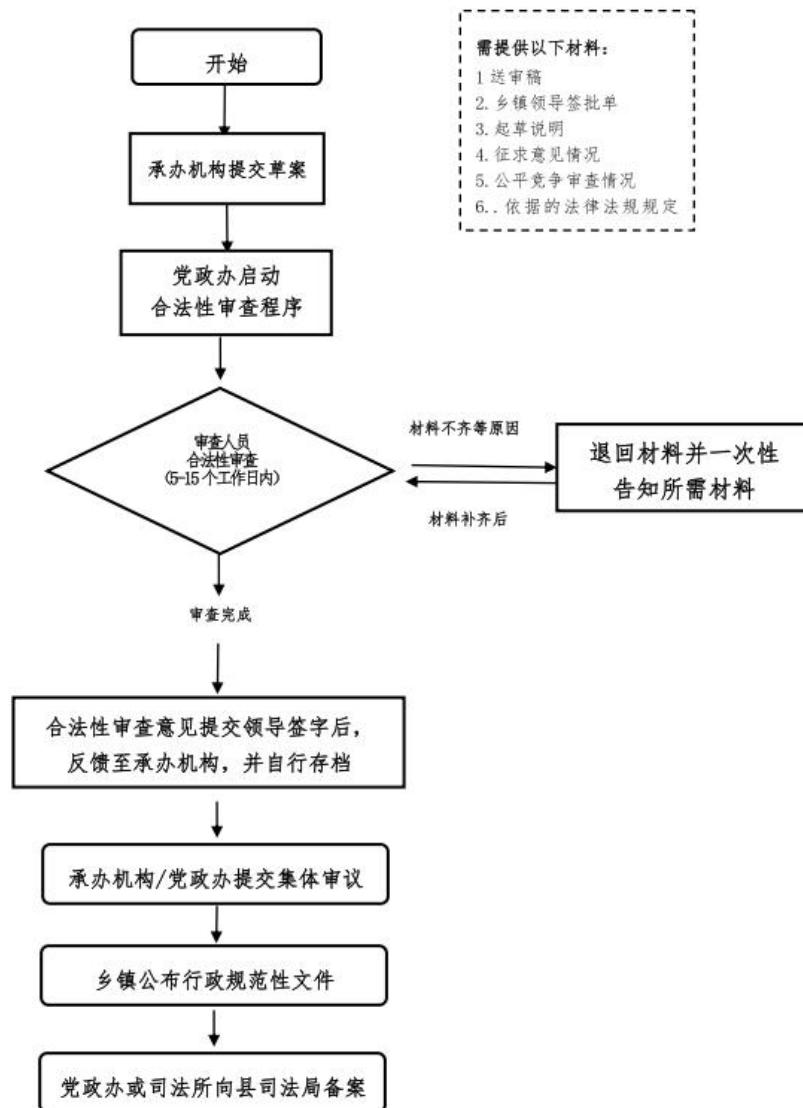 开始
需提供以下材料：
1 送审稿
2. 乡镇领导签批单
3. 起草说明
4. 征求意见情况
5. 公平竞争审查情况
6.. 依据的法律法规规定
承办机构提交草案
党政办启动
合法性审查程序
审查人员
合法性审查
（5-15 个工作日内）
材料不齐等原因
退回材料并一次性
告知所需材料
材料补齐后
审查完成
合法性审查意见提交领导签字后，
反馈至承办机构，并自行存档
承办机构/党政办提交集体审议
乡镇公布行政规范性文件
党政办或司法所向县司法局备案